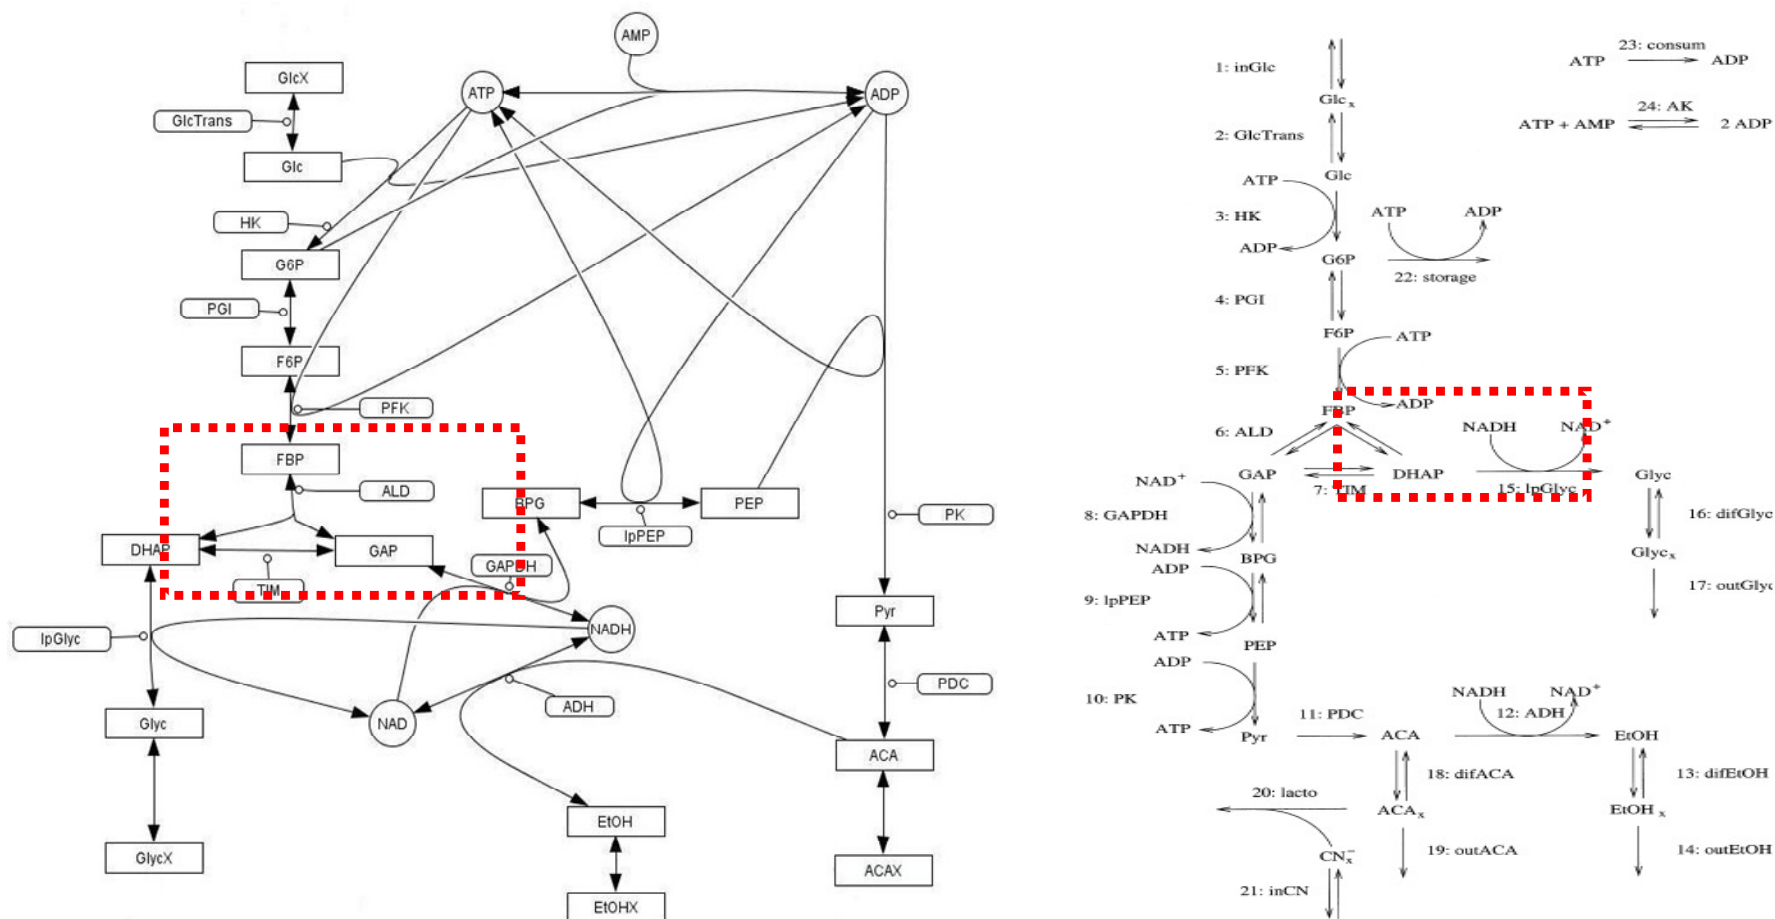 AMP
GlcX
ATP
ADP
GlcTrans
Glc
HK
G6P
PGI
F6P
PFK
FBP
ALD
BPG
PEP
PK
lpPEP
DHAP
GAP
GAPDH
TIM
Pyr
lpGlyc
NADH
PDC
ADH
Glyc
NAD
ACA
EtOH
GlycX
ACAX
EtOHX
23: consum
1: inGlc
ATP
ADP
Glcx
24: AK
2: GlcTrans
ATP + AMP
2 ADP
Glc
ATP
3: HK
ATP
ADP
ADP
G6P
22: storage
4: PGI
F6P
ATP
5: PFK
FBP
ADP
6: ALD
NADH
NAD+
GAP
DHAP
Glyc
NAD+
7: TIM
15: lpGlyc
8: GAPDH
16: difGlyc
NADH
BPG
Glycx
ADP
17: outGlyc
9: lpPEP
ATP
PEP
ADP
10: PK
NADH
NAD+
11: PDC
12: ADH
ATP
Pyr
ACA
EtOH
18: difACA
13: difEtOH
20: lacto
ACAx
EtOHx
CNx-
19: outACA
14: outEtOH
21: inCN